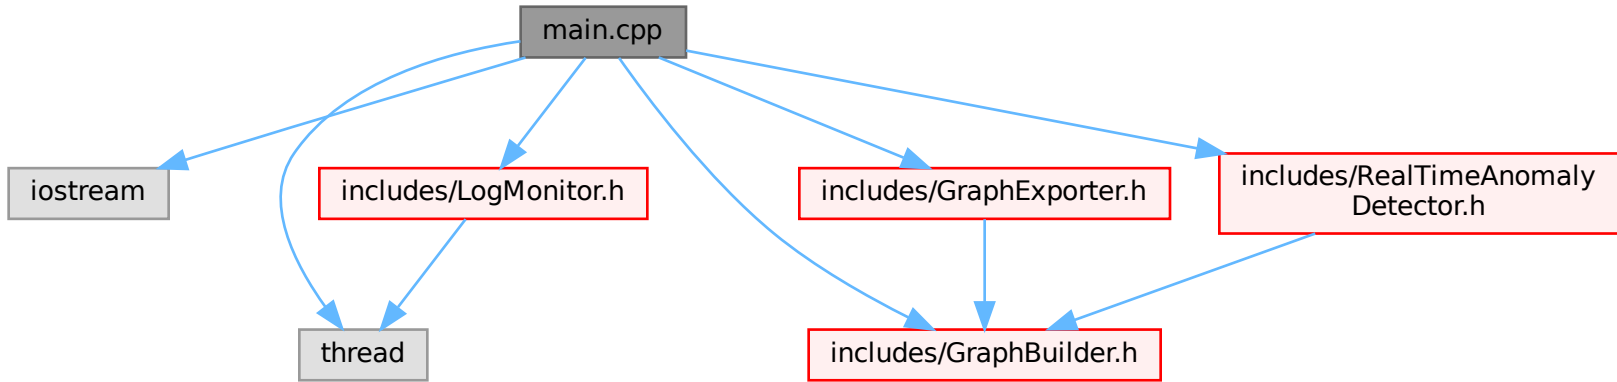 main.cpp
iostream
includes/LogMonitor.h
includes/GraphExporter.h
includes/RealTimeAnomaly
Detector.h
thread
includes/GraphBuilder.h